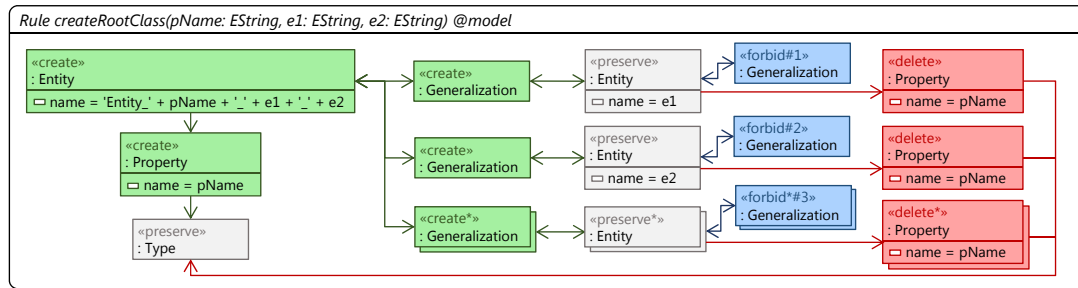 Rule createRootClass(pName: EString, e1: EString, e2: EString) @model
«create»
: Entity
name = 'Entity_' + pName + '_' + e1 + '_' + e2
«create»
: Generalization
«preserve»
: Entity
name = e1
«forbid#1»
: Generalization
«delete»
: Property
name = pName
«create»
: Property
name = pName
«create»
: Generalization
«preserve»
: Entity
name = e2
«forbid#2»
: Generalization
«delete»
: Property
name = pName
«preserve»
: Type
«create*»
: Generalization
«preserve*»
: Entity
«forbid*#3»
: Generalization
«delete*»
: Property
name = pName